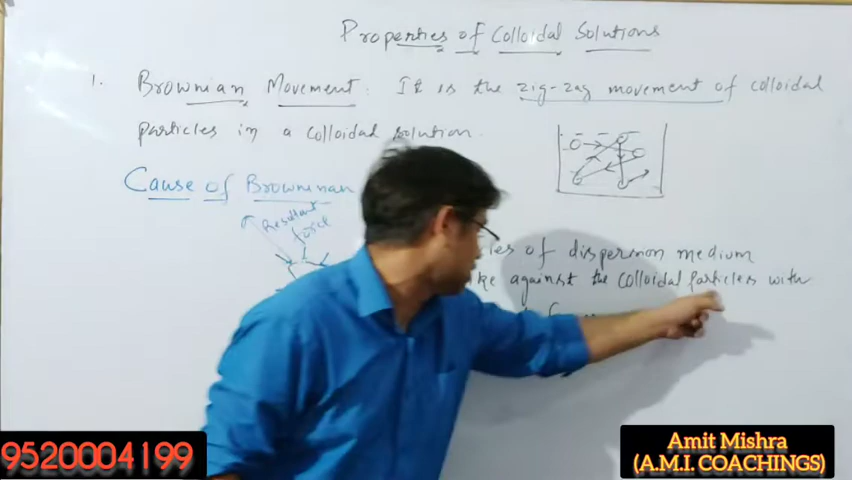 Properties of Colloidal Solutions
1. Brownian Movement: It is the zig-zag movement of colloidal
particles in a colloidal solution.
Cause of Browninan
Resultant
force
of dispersion medium
against the colloidal particles with
9520004199
Amit Mishra
(A.M.I. COACHINGS)